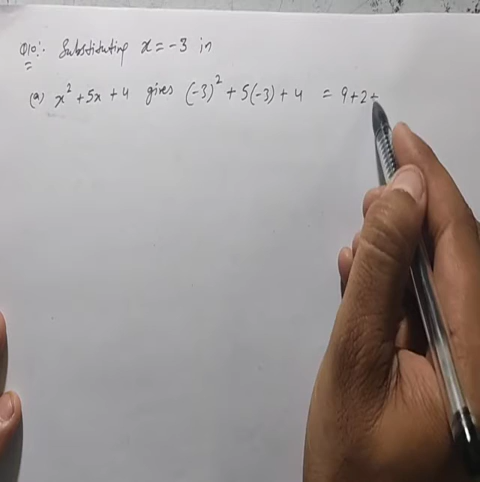 Q10:. Substituting x = -3 in
(a) x² + 5x + 4 gives (-3)² + 5(-3) + 4 = 9+2+